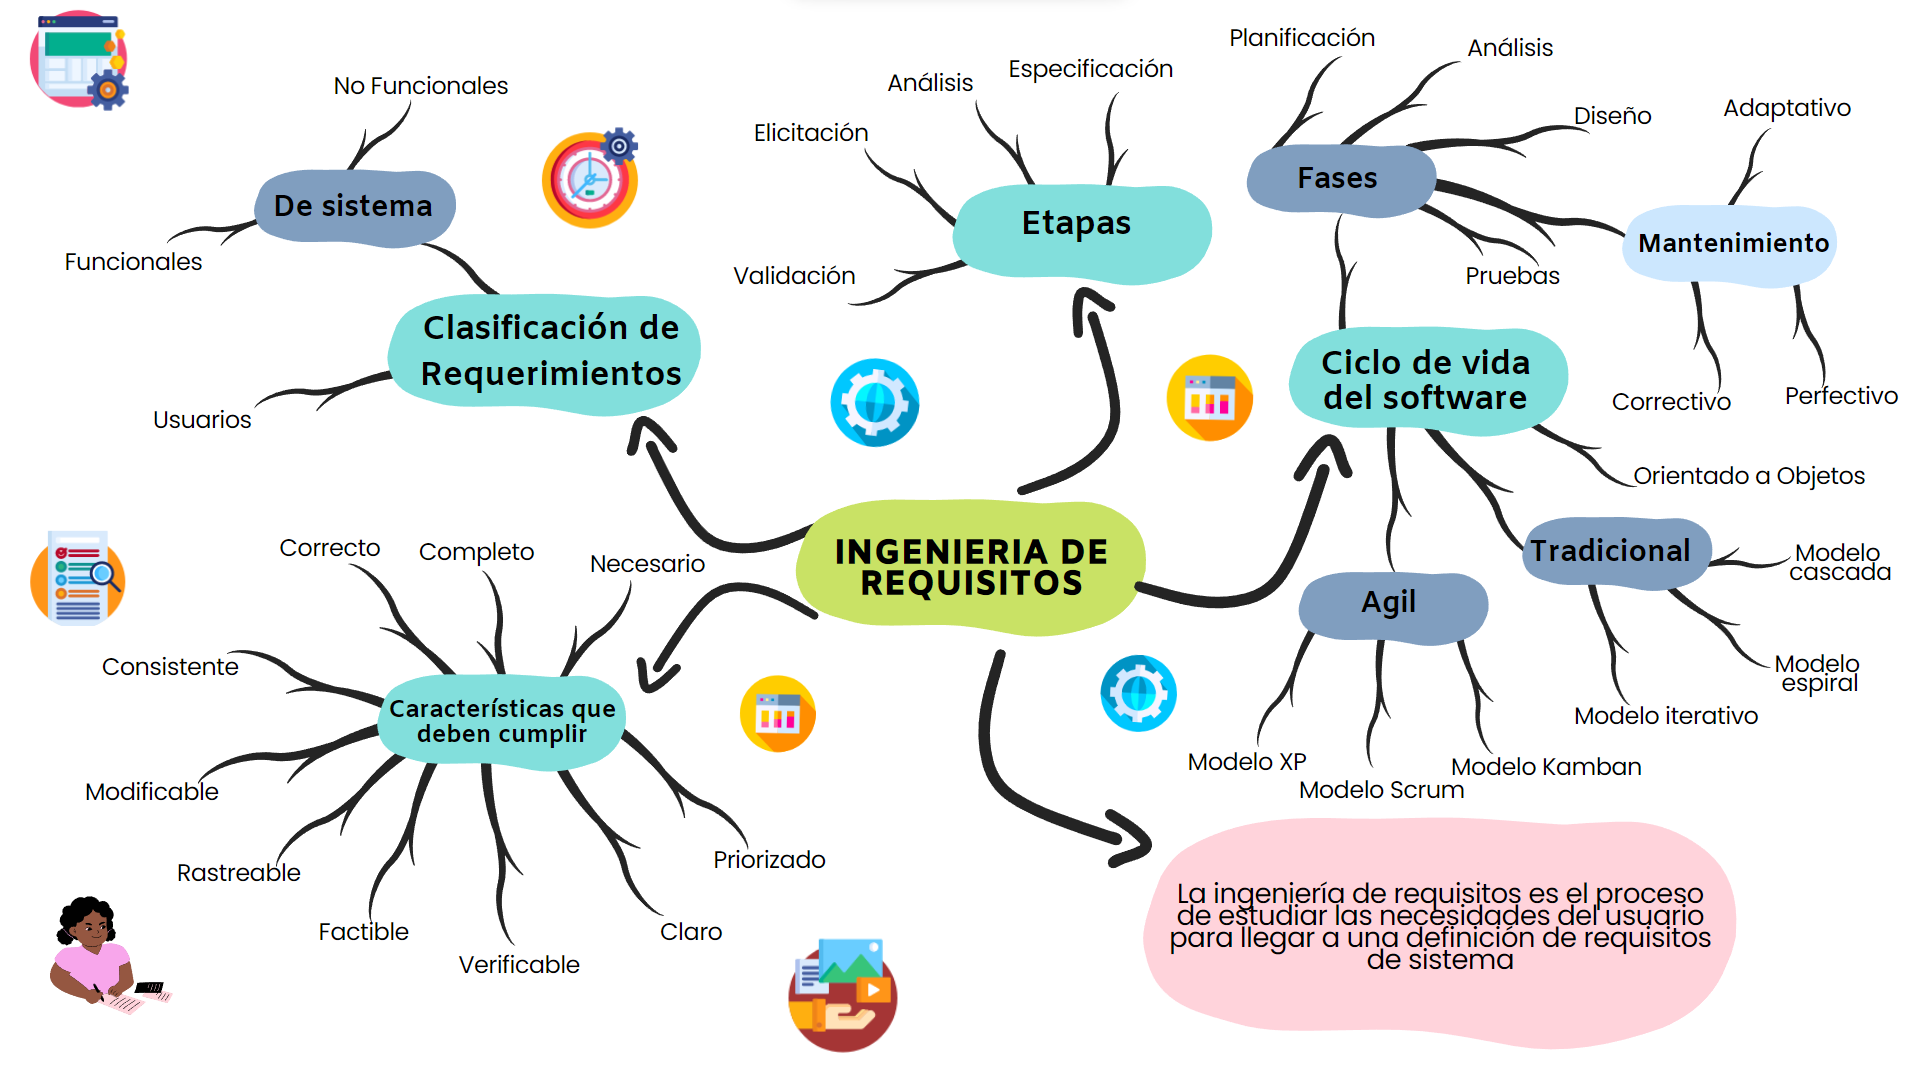 No Funcionales
De sistema
Funcionales
Clasificación de
Requerimientos
Usuarios
Análisis
Especificación
Elicitación
Etapas
Validación
Planificación
Análisis
Diseño
Adaptativo
Fases
Mantenimiento
Pruebas
Correctivo
Perfectivo
Ciclo de vida
del software
Orientado a Objetos
Tradicional
Modelo
cascada
Modelo
espiral
Modelo iterativo
Agil
Modelo XP
Modelo Scrum
Modelo Kamban
INGENIERIA DE
REQUISITOS
Correcto
Completo
Necesario
Consistente
Características que
deben cumplir
Modificable
Rastreable
Factible
Verificable
Claro
Priorizado
La ingeniería de requisitos es el proceso
de estudiar las necesidades del usuario
para llegar a una definición de requisitos
de sistema